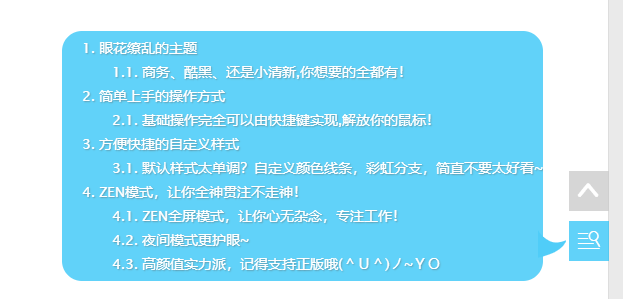 1. 眼花缭乱的主题
1.1. 商务、酷黑、还是小清新,你想要的全都有!
2. 简单上手的操作方式
2.1. 基础操作完全可以由快捷键实现,解放你的鼠标!
3. 方便快捷的自定义样式
3.1. 默认样式太单调？自定义颜色线条，彩虹分支，简直不要太好看~
4. ZEN模式，让你全神贯注不走神!
4.1. ZEN全屏模式，让你心无杂念，专注工作!
4.2. 夜间模式更护眼~
4.3. 高颜值实力派，记得支持正版哦(＾Ｕ＾)ノ~ＹＯ